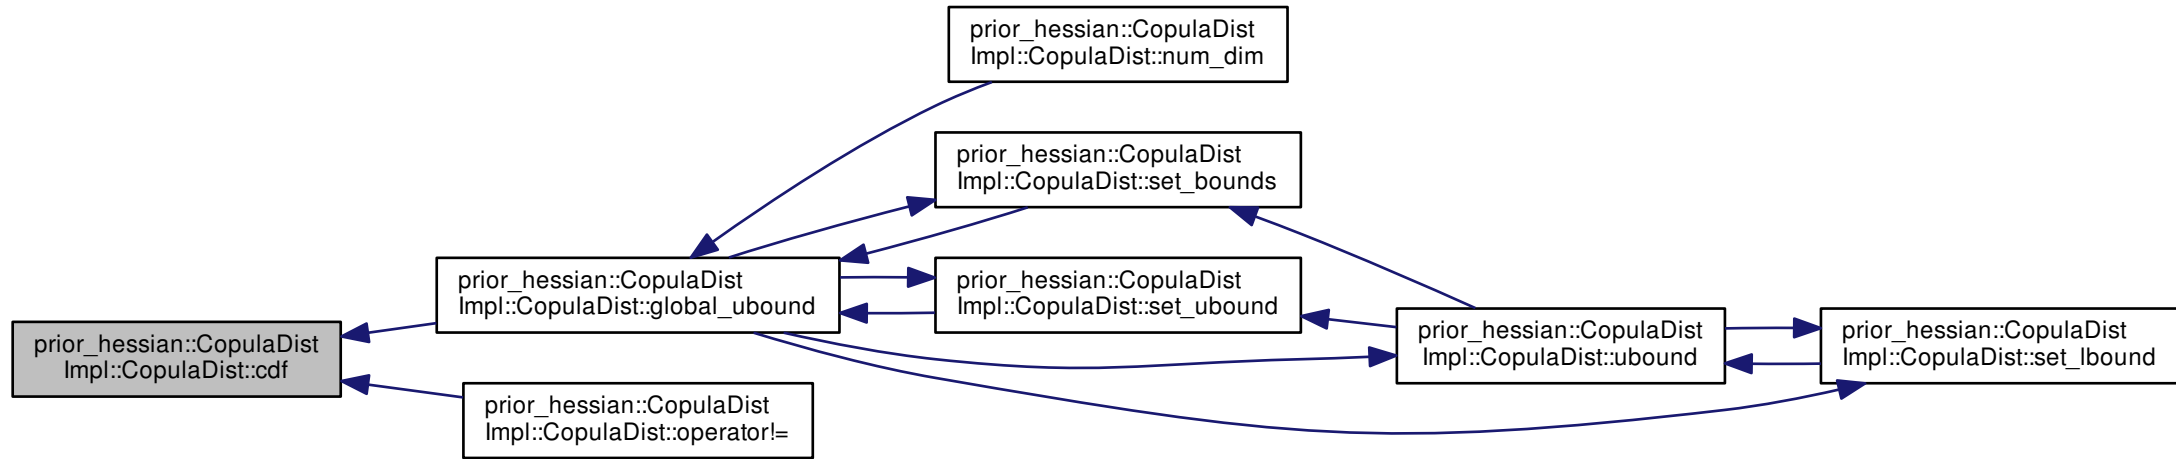 prior_hessian::CopulaDist
Impl::CopulaDist::num_dim
prior_hessian::CopulaDist
Impl::CopulaDist::set_bounds
prior_hessian::CopulaDist
Impl::CopulaDist::global_ubound
prior_hessian::CopulaDist
Impl::CopulaDist::set_ubound
prior_hessian::CopulaDist
Impl::CopulaDist::ubound
prior_hessian::CopulaDist
Impl::CopulaDist::set_lbound
prior_hessian::CopulaDist
Impl::CopulaDist::cdf
prior_hessian::CopulaDist
Impl::CopulaDist::operator!=